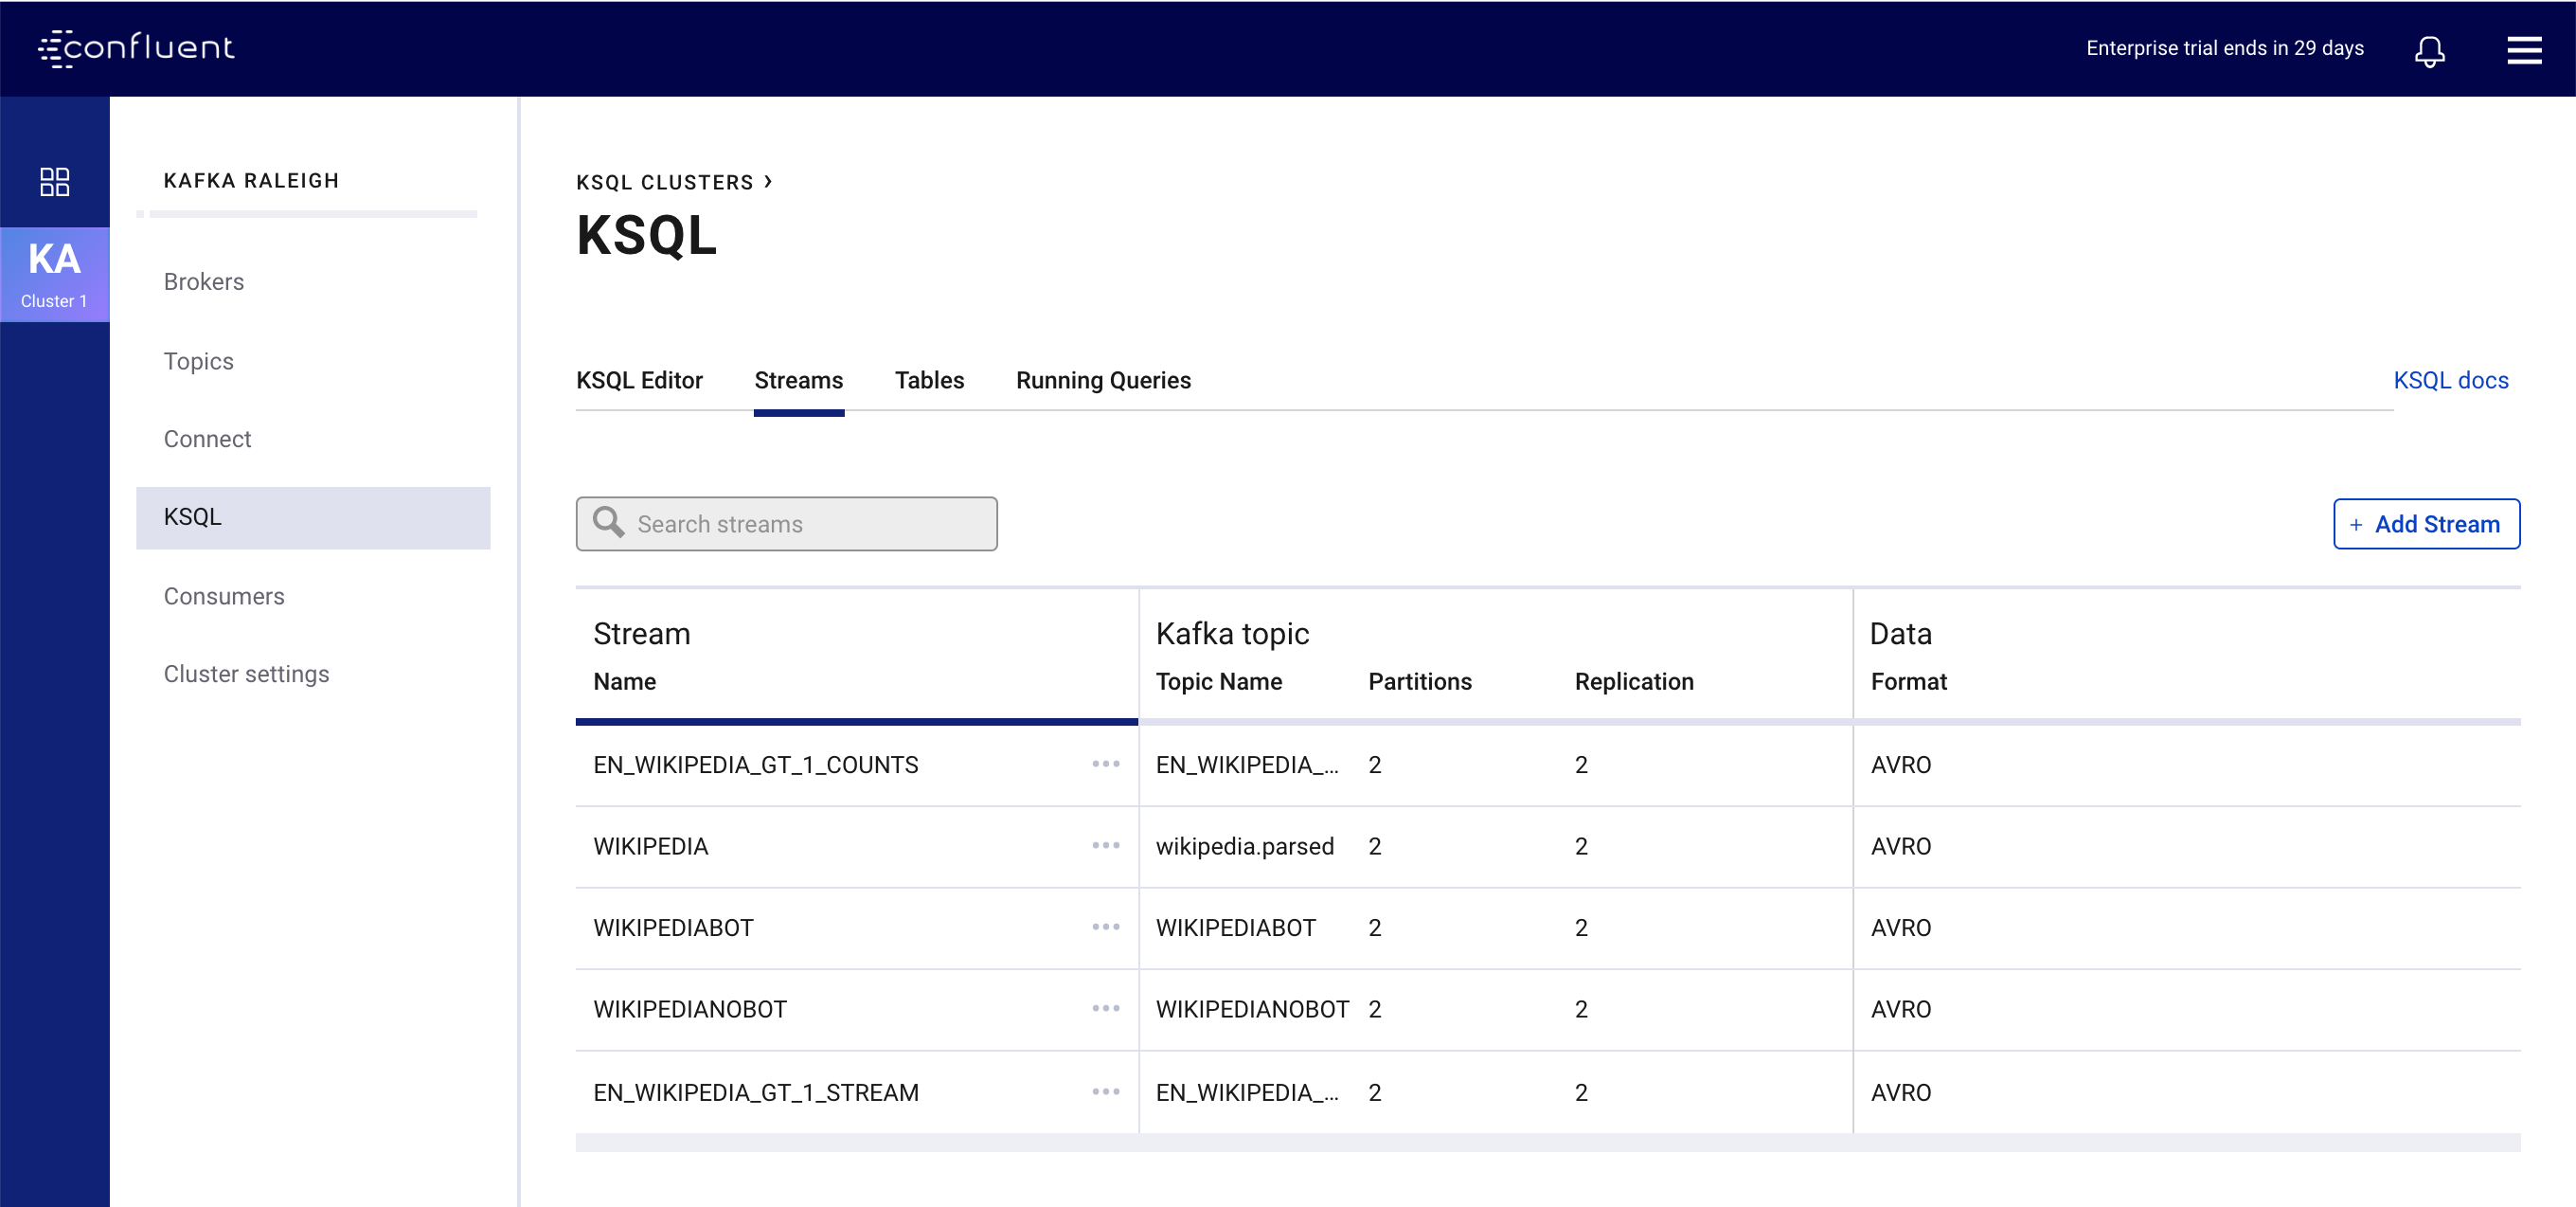 confluent
Enterprise trial ends in 29 days
KA
Cluster 1
KAFKA RALEIGH
Brokers
Topics
Connect
KSQL
Consumers
Cluster settings
KSQL CLUSTERS ›
KSQL
KSQL Editor Streams Tables Running Queries KSQL docs
Search streams
+ Add Stream
Stream Kafka topic Data
Name Topic Name Partitions Replication Format
EN_WIKIPEDIA_GT_1_COUNTS ••• EN_WIKIPEDIA_... 2 2 AVRO
WIKIPEDIA ••• wikipedia.parsed 2 2 AVRO
WIKIPEDIABOT ••• WIKIPEDIABOT 2 2 AVRO
WIKIPEDIANOBOT ••• WIKIPEDIANOBOT 2 2 AVRO
EN_WIKIPEDIA_GT_1_STREAM ••• EN_WIKIPEDIA_... 2 2 AVRO